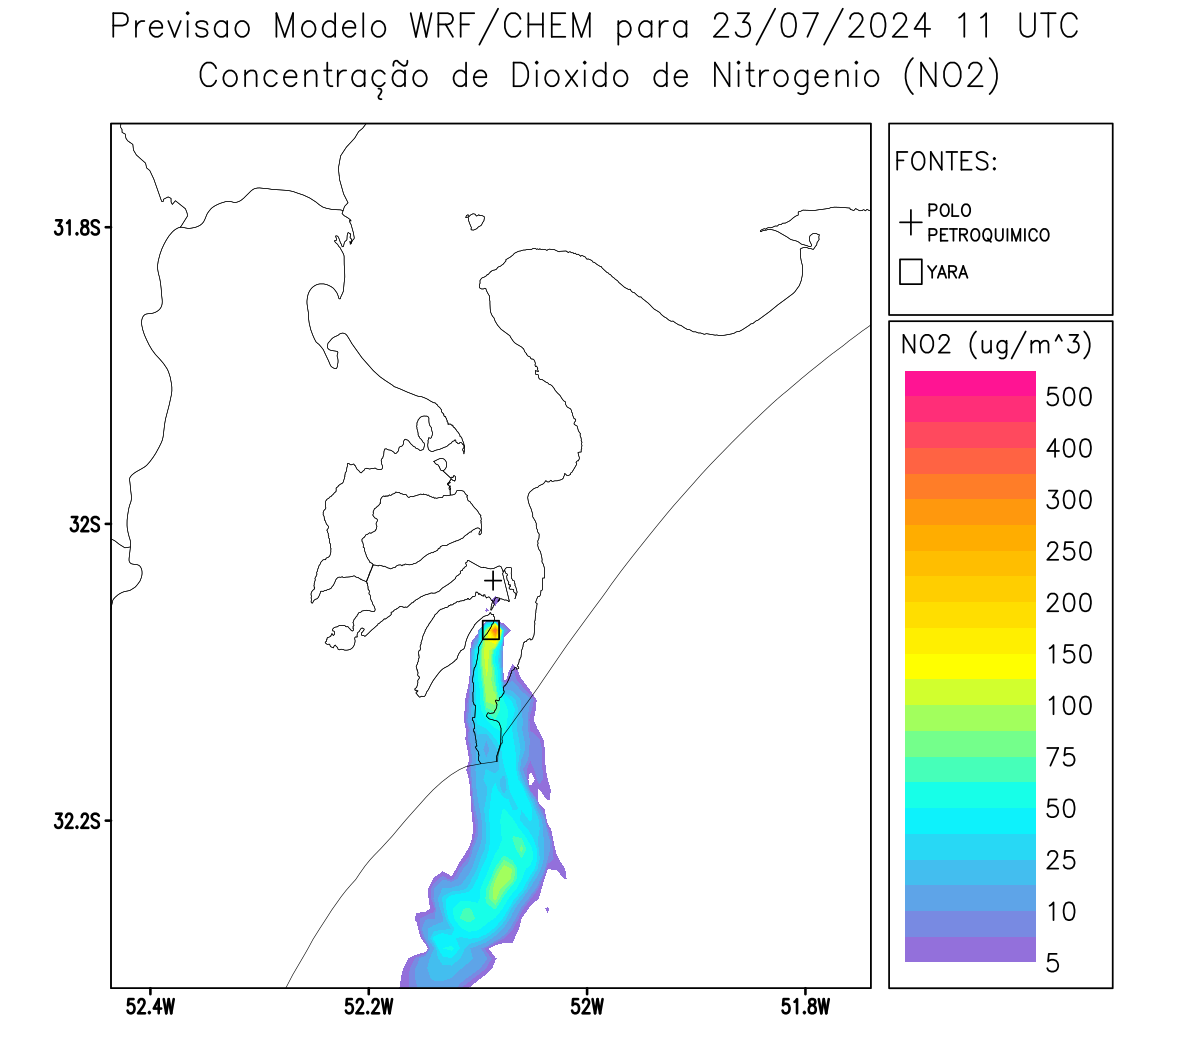 Previsao Modelo WRF/CHEM para 23/07/2024 11 UTC
Concentração de Dioxido de Nitrogenio (NO2)
FONTES:
POLO
PETROQUIMICO
YARA
NO2 (ug/m^3)
500
400
300
250
200
150
100
75
50
25
10
5
31.8S
32S
32.2S
52.4W
52.2W
52W
51.8W